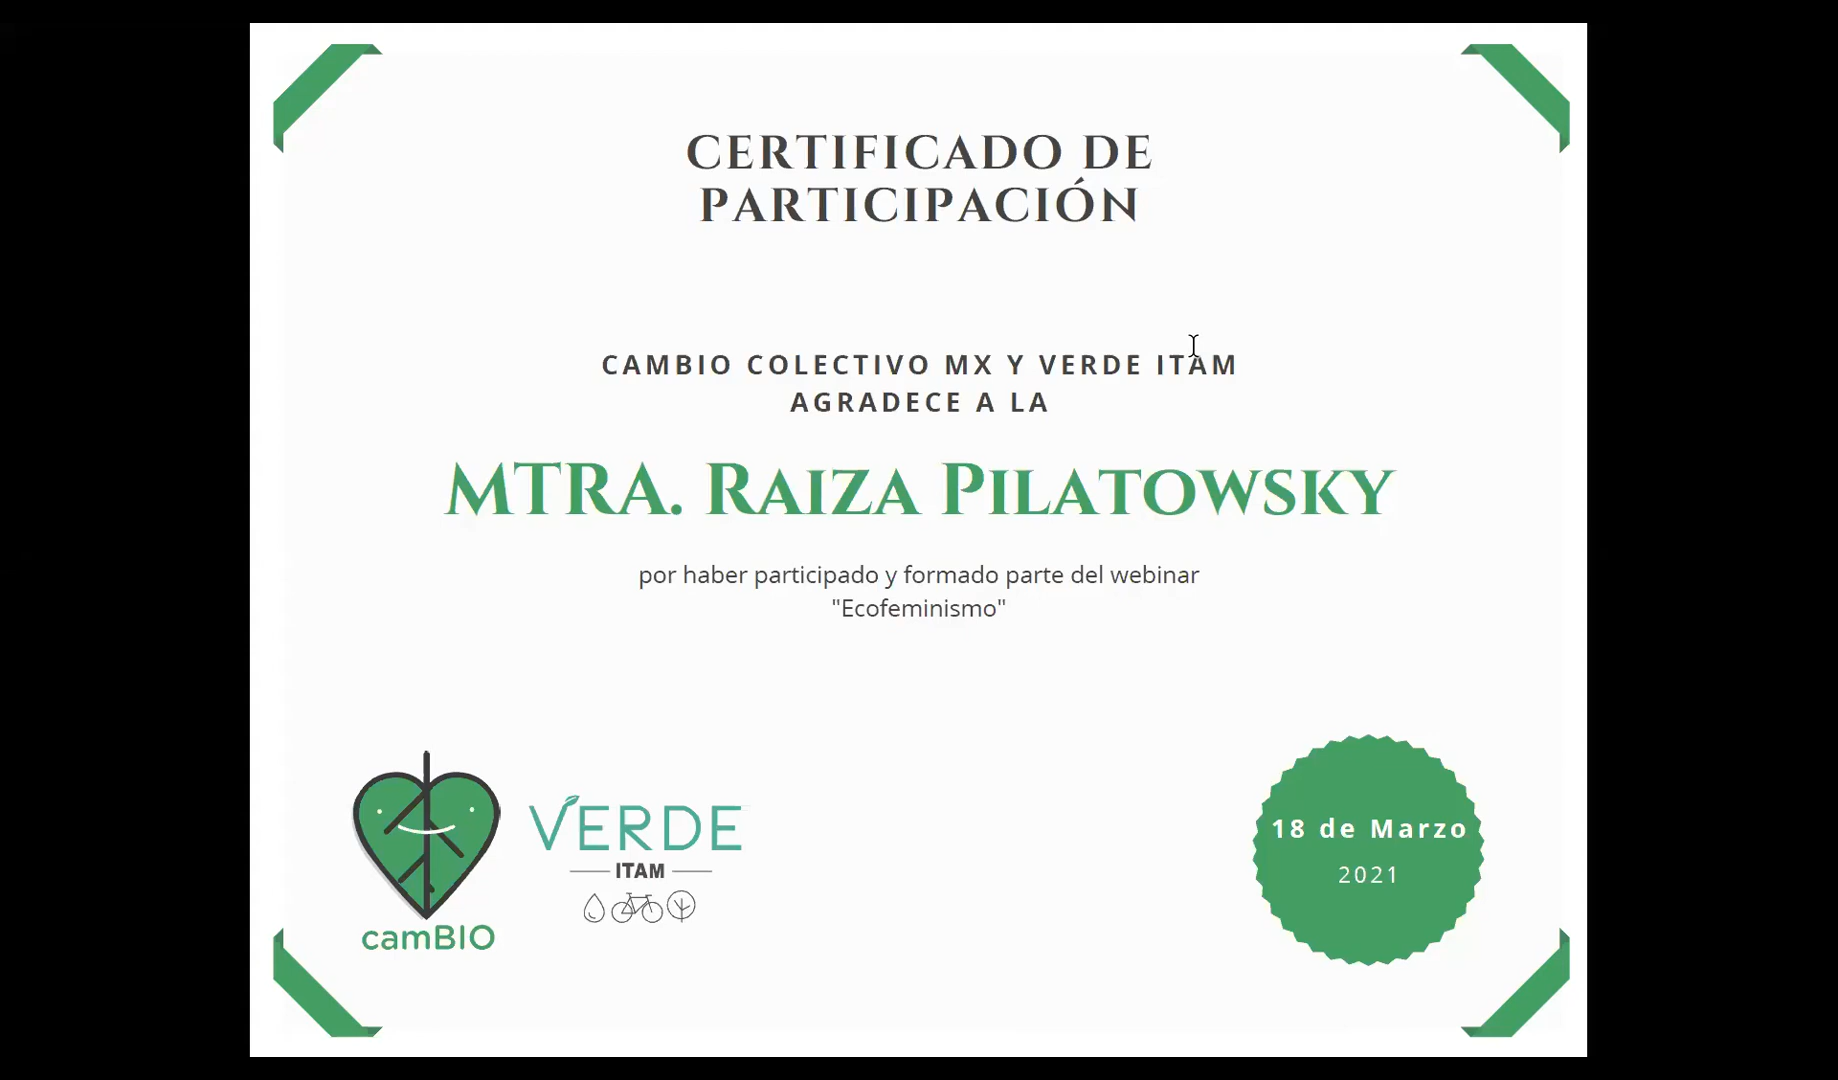 CERTIFICADO DE
PARTICIPACIÓN
CAMBIO COLECTIVO MX Y VERDE ITAM
AGRADECE A LA
MTRA. Raiza Pilatowsky
por haber participado y formado parte del webinar
"Ecofeminismo"
camBIO
VERDE
ITAM
18 de Marzo
2021